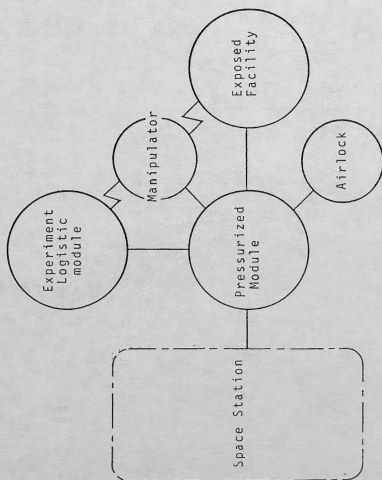 Experiment
Logistic
module
Manipulator
Exposed
Facility
Pressurized
Module
Airlock
Space Station